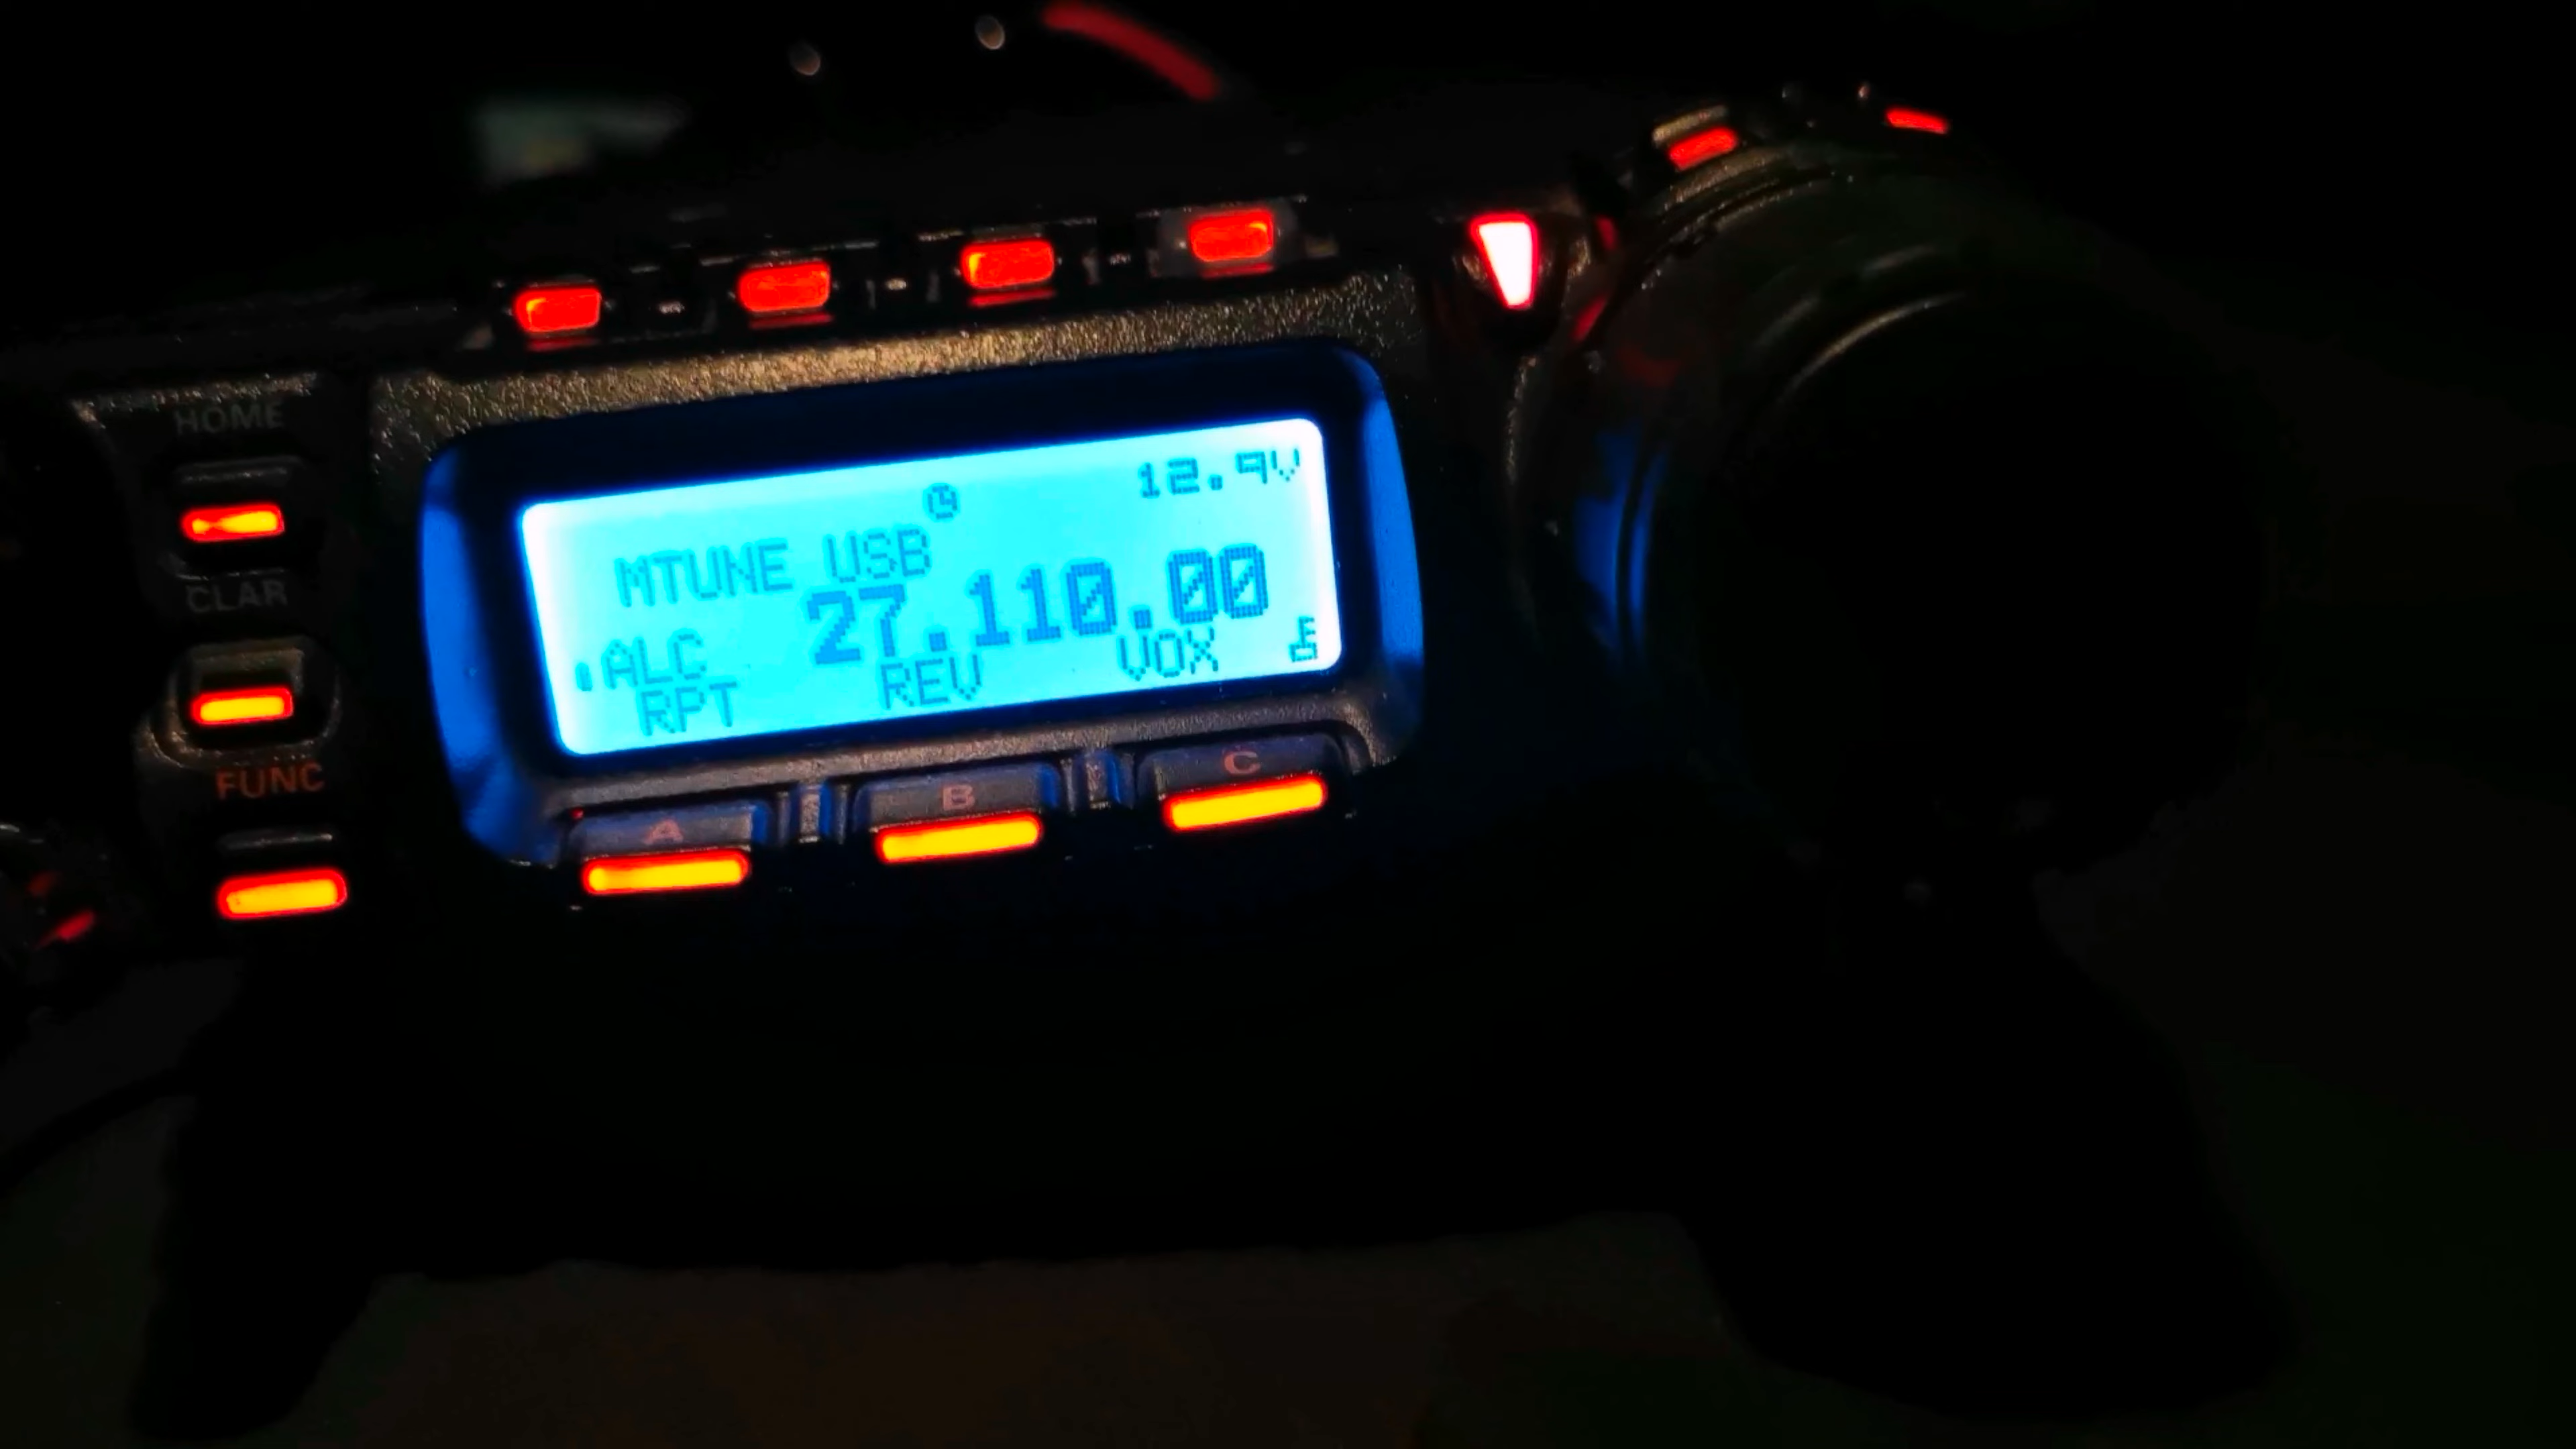 HOME
CLAR
FUNC
12.9V
MTUNE USB
27.110.00
ALC
RPT REV VOX
A B C